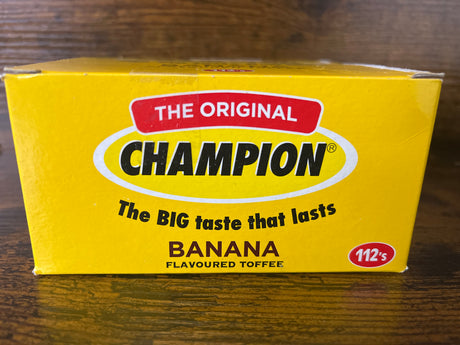 THE ORIGINAL
CHAMPION®
The BIG taste that lasts
BANANA
FLAVOURED TOFFEE
112's